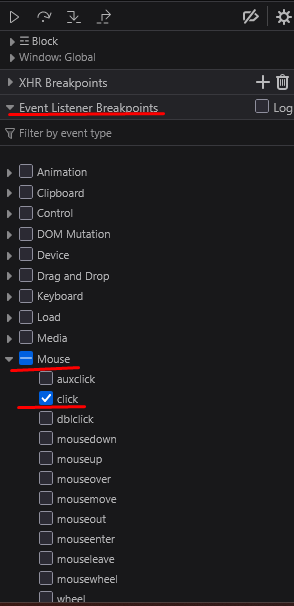 Block
Window: Global
XHR Breakpoints
Event Listener Breakpoints
Log
Filter by event type
Animation
Clipboard
Control
DOM Mutation
Device
Drag and Drop
Keyboard
Load
Media
Mouse
auxclick
click
dblclick
mousedown
mouseup
mouseover
mousemove
mouseout
mouseenter
mouseleave
mousewheel
wheel